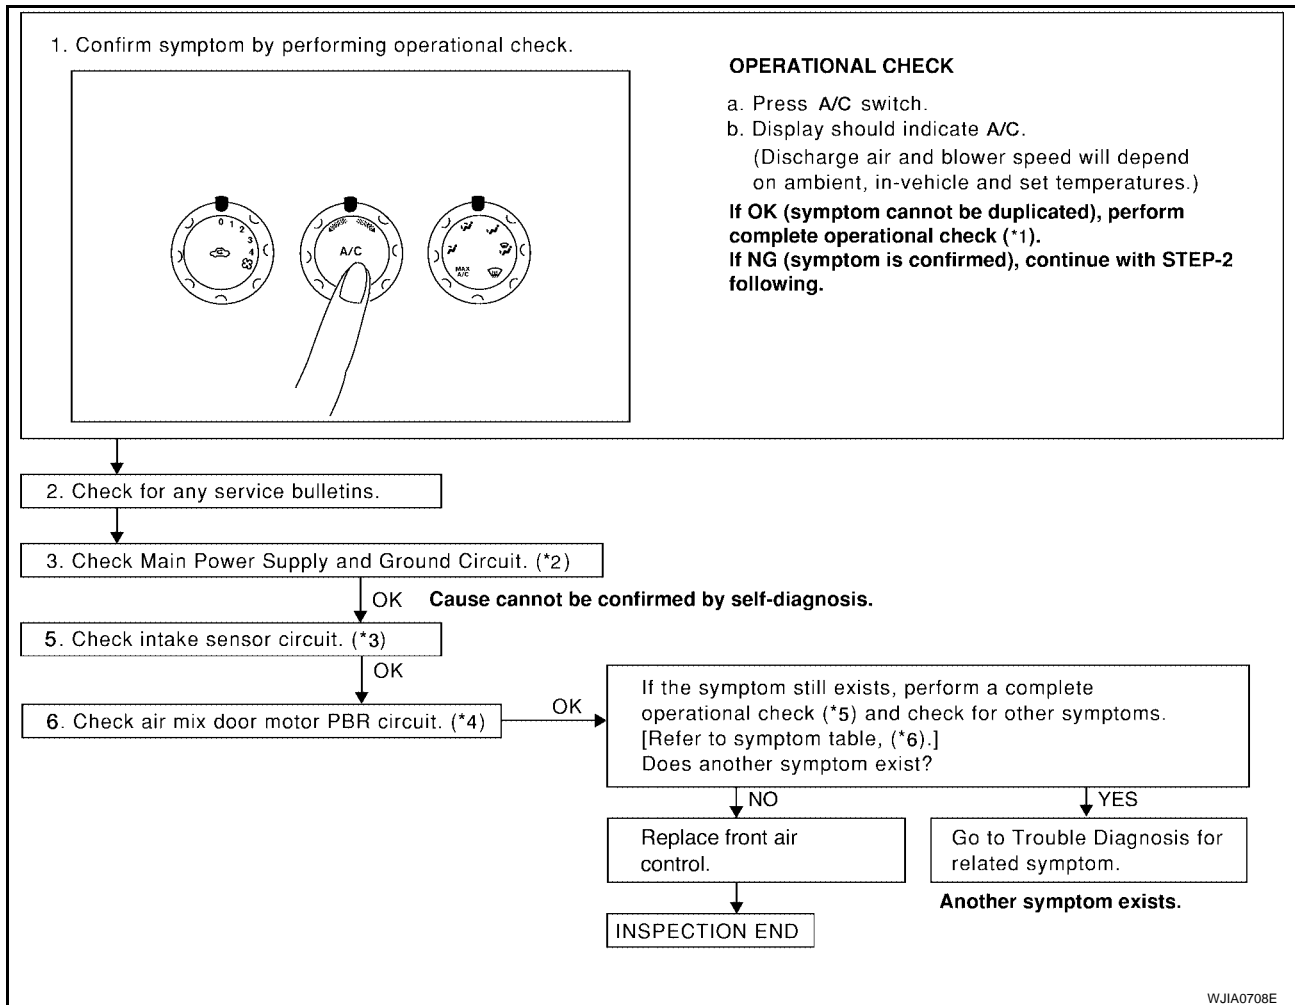 1. Confirm symptom by performing operational check.
0 1 2
3
4
A/C
MAX
A/C
OPERATIONAL CHECK
a. Press A/C switch.
b. Display should indicate A/C.
(Discharge air and blower speed will depend
on ambient, in-vehicle and set temperatures.)
If OK (symptom cannot be duplicated), perform
complete operational check (*1).
If NG (symptom is confirmed), continue with STEP-2
following.
2. Check for any service bulletins.
3. Check Main Power Supply and Ground Circuit. (*2)
OK
Cause cannot be confirmed by self-diagnosis.
5. Check intake sensor circuit. (*3)
OK
6. Check air mix door motor PBR circuit. (*4)
OK
If the symptom still exists, perform a complete
operational check (*5) and check for other symptoms.
[Refer to symptom table, (*6).]
Does another symptom exist?
NO
YES
Replace front air
control.
Go to Trouble Diagnosis for
related symptom.
Another symptom exists.
INSPECTION END
WJIA0708E